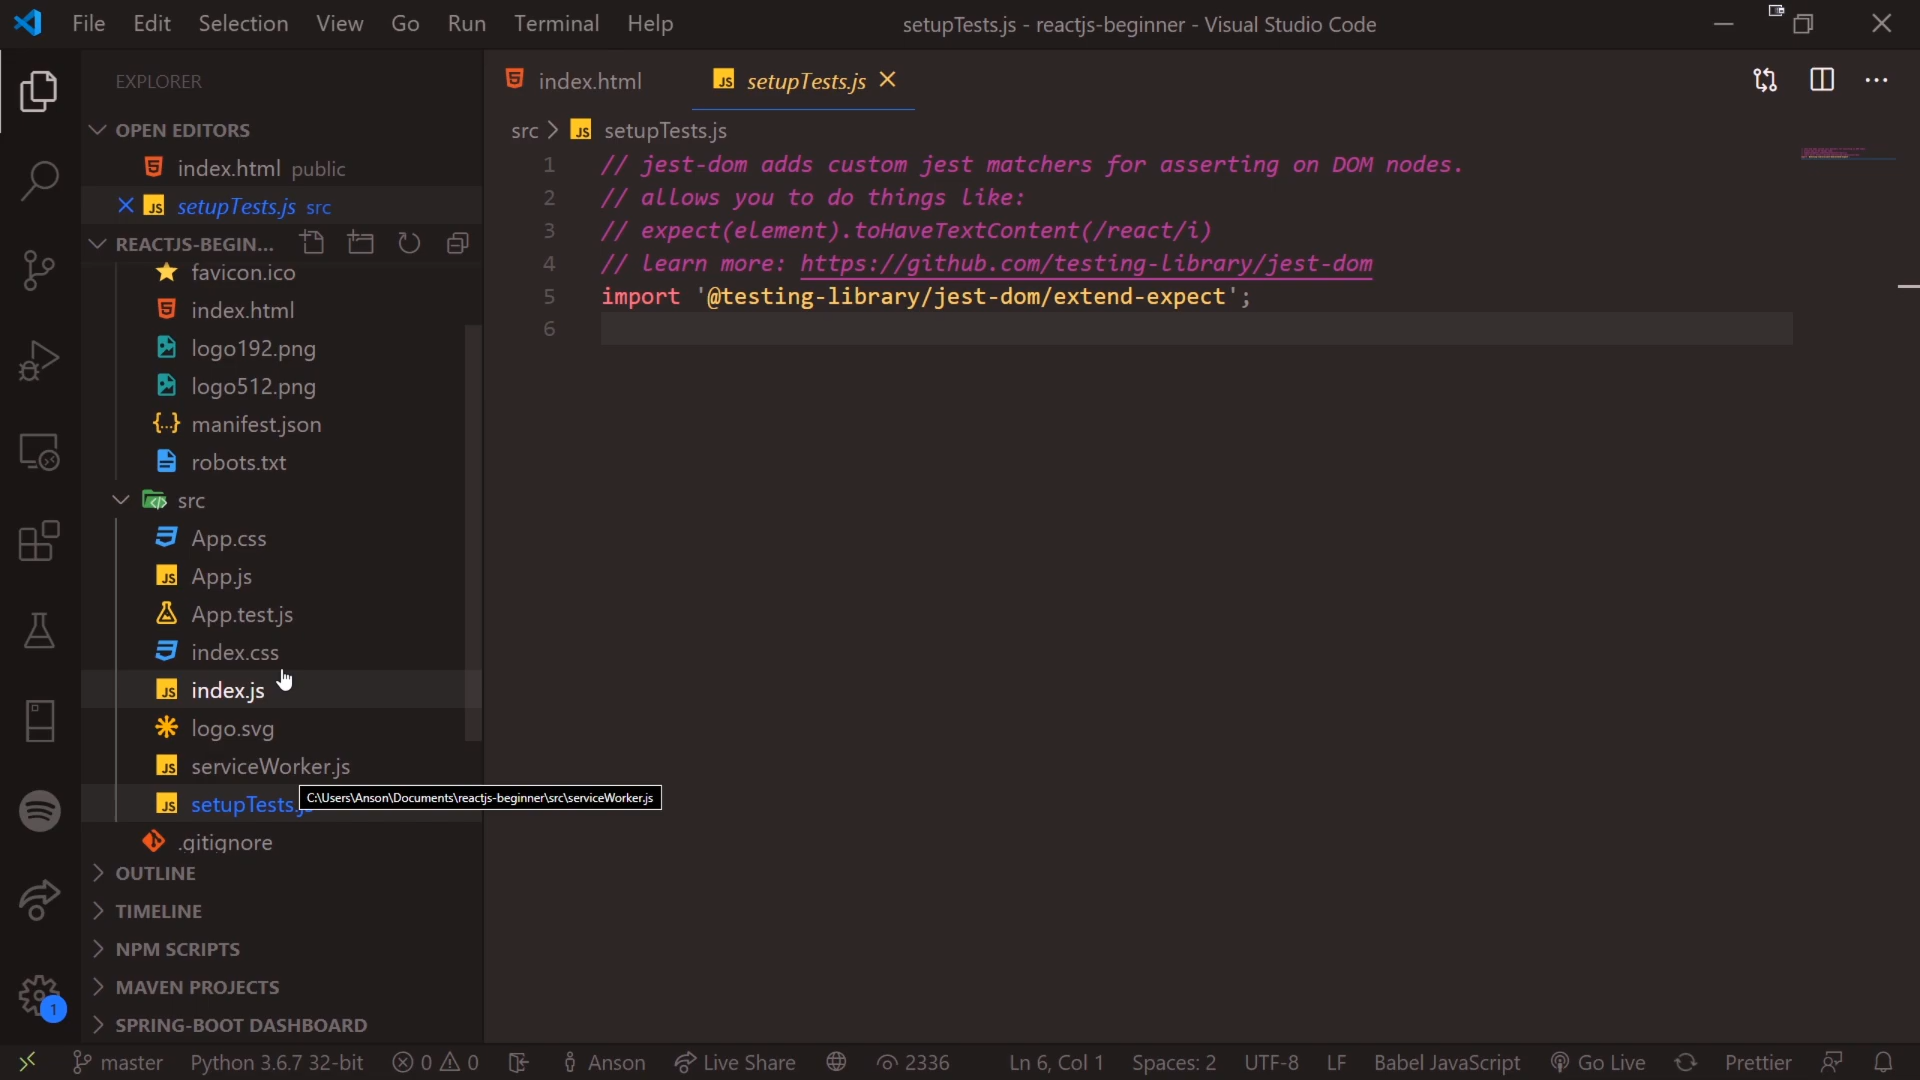 File Edit Selection View Go Run Terminal Help
setupTests.js - reactjs-beginner - Visual Studio Code
EXPLORER
OPEN EDITORS
index.html public
setupTests.js src
REACTJS-BEGIN...
favicon.ico
index.html
logo192.png
logo512.png
manifest.json
robots.txt
src
App.css
App.js
App.test.js
index.css
index.js
logo.svg
serviceWorker.js
setupTests.js
C:\Users\Anson\Documents\reactjs-beginner\src\serviceWorker.js
.gitignore
OUTLINE
TIMELINE
NPM SCRIPTS
MAVEN PROJECTS
SPRING-BOOT DASHBOARD
1
index.html
setupTests.js
src > JS setupTests.js
1 // jest-dom adds custom jest matchers for asserting on DOM nodes.
2 // allows you to do things like:
3 // expect(element).toHaveTextContent(/react/i)
4 // learn more: https://github.com/testing-library/jest-dom
5 import '@testing-library/jest-dom/extend-expect';
6
master Python 3.6.7 32-bit 0 0 Anson Live Share 2336 Ln 6, Col 1 Spaces: 2 UTF-8 LF Babel JavaScript Go Live Prettier